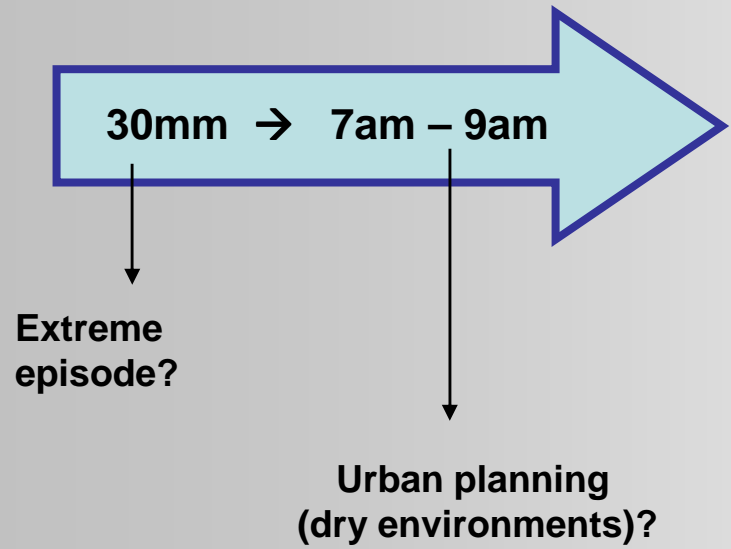 30mm → 7am – 9am
Extreme
episode?
Urban planning
(dry environments)?